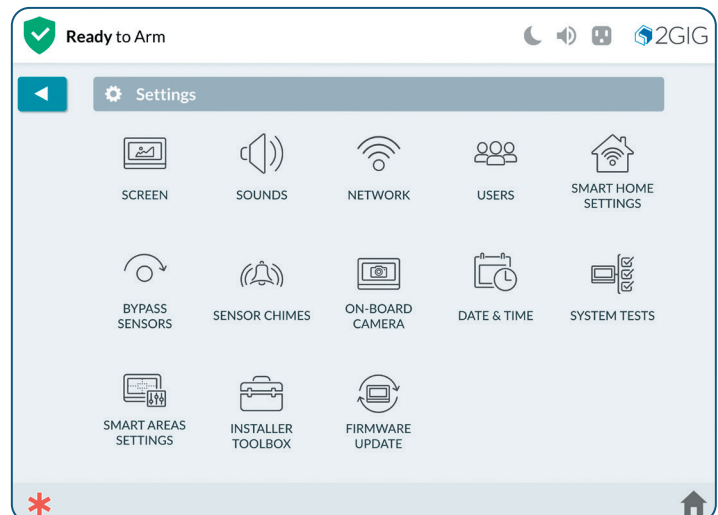 Ready to Arm
2GIG
Settings
SCREEN
SOUNDS
NETWORK
USERS
SMART HOME
SETTINGS
BYPASS
SENSORS
SENSOR CHIMES
ON-BOARD
CAMERA
DATE & TIME
SYSTEM TESTS
SMART AREAS
SETTINGS
INSTALLER
TOOLBOX
FIRMWARE
UPDATE